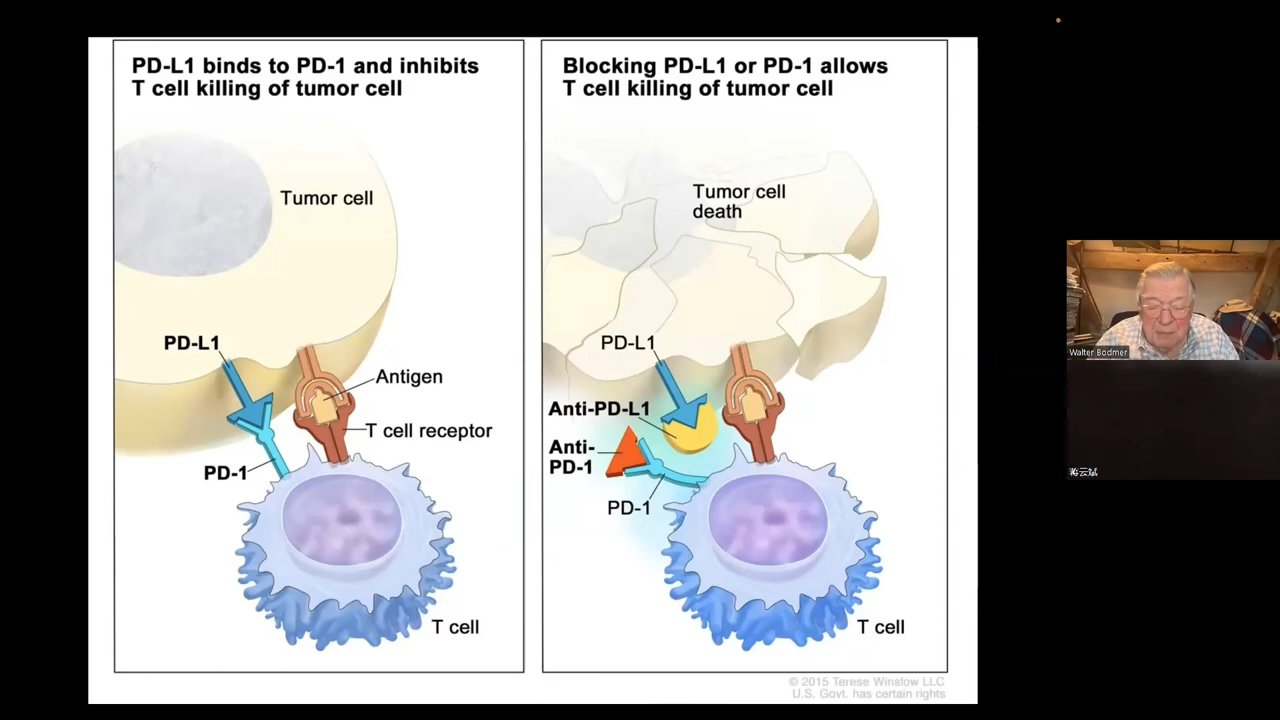 PD-L1 binds to PD-1 and inhibits
T cell killing of tumor cell
Tumor cell
PD-L1
Antigen
T cell receptor
PD-1
T cell
Blocking PD-L1 or PD-1 allows
T cell killing of tumor cell
Tumor cell
death
PD-L1
Anti-PD-L1
Anti-
PD-1
PD-1
T cell
© 2015 Terese Winslow LLC
U.S. Govt. has certain rights
Walter Bodmer
蒋云斌